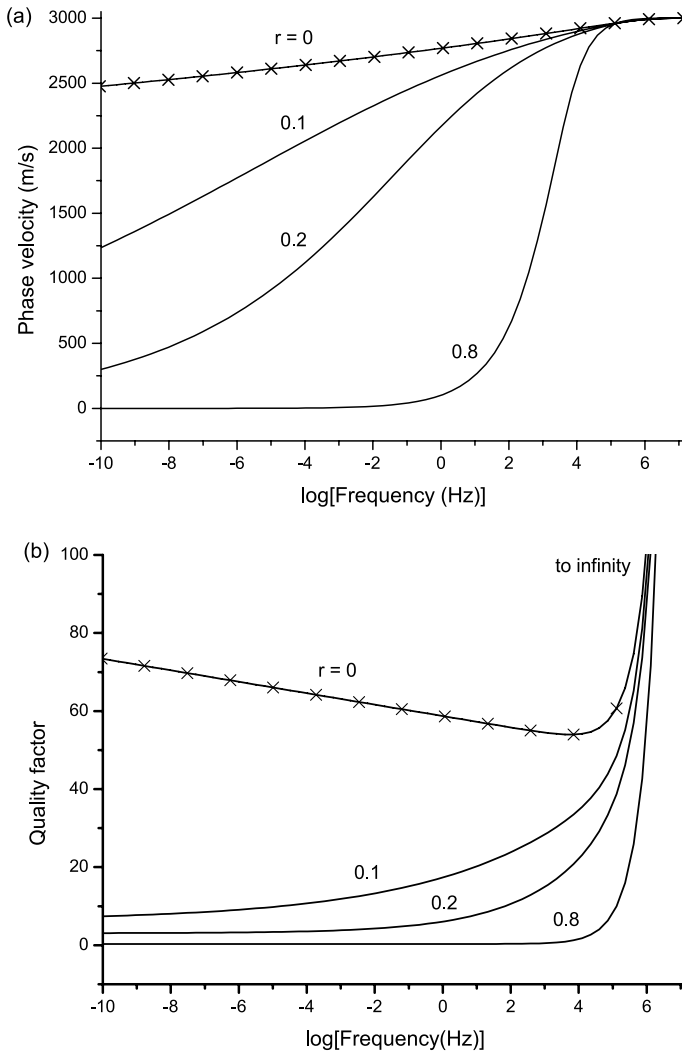 (a)
3000
2500
2000
1500
1000
500
0
Phase velocity (m/s)
r = 0
0.1
0.2
0.8
-10 -8 -6 -4 -2 0 2 4 6
log[Frequency (Hz)]
(b)
100
80
60
40
20
0
Quality factor
to infinity
r = 0
0.1
0.2
0.8
-10 -8 -6 -4 -2 0 2 4 6
log[Frequency(Hz)]